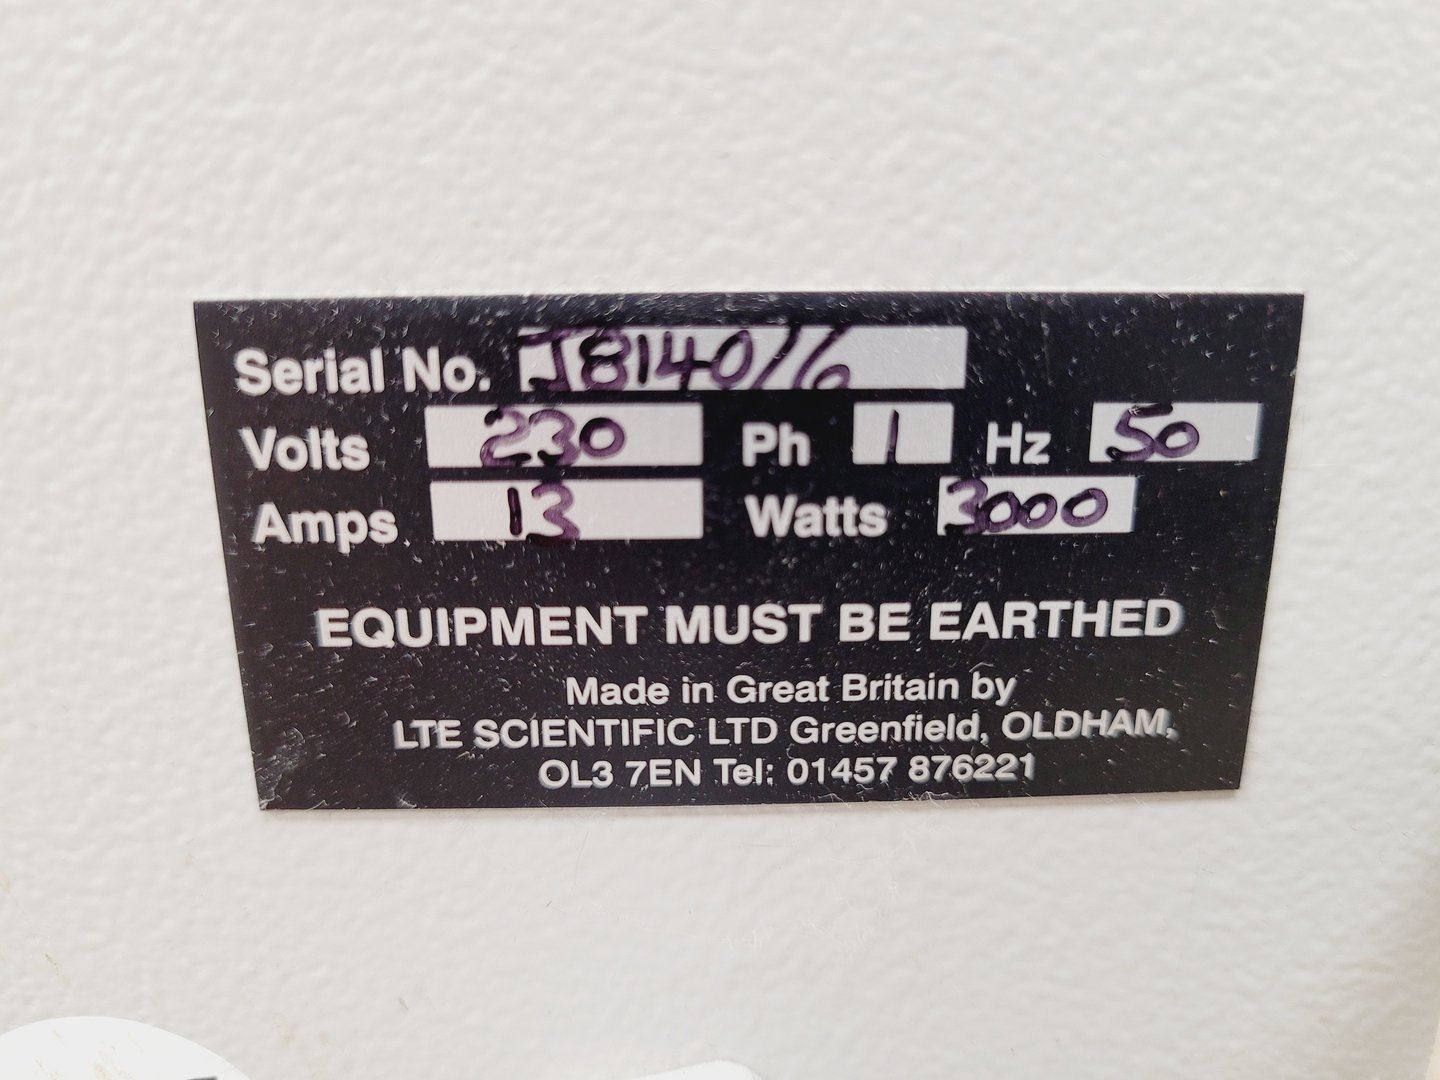 Serial No. J8140/6
Volts 230 Ph 1 Hz 50
Amps 13 Watts 3000
EQUIPMENT MUST BE EARTHED
Made in Great Britain by
LTE SCIENTIFIC LTD Greenfield, OLDHAM,
OL3 7EN Tel: 01457 876221